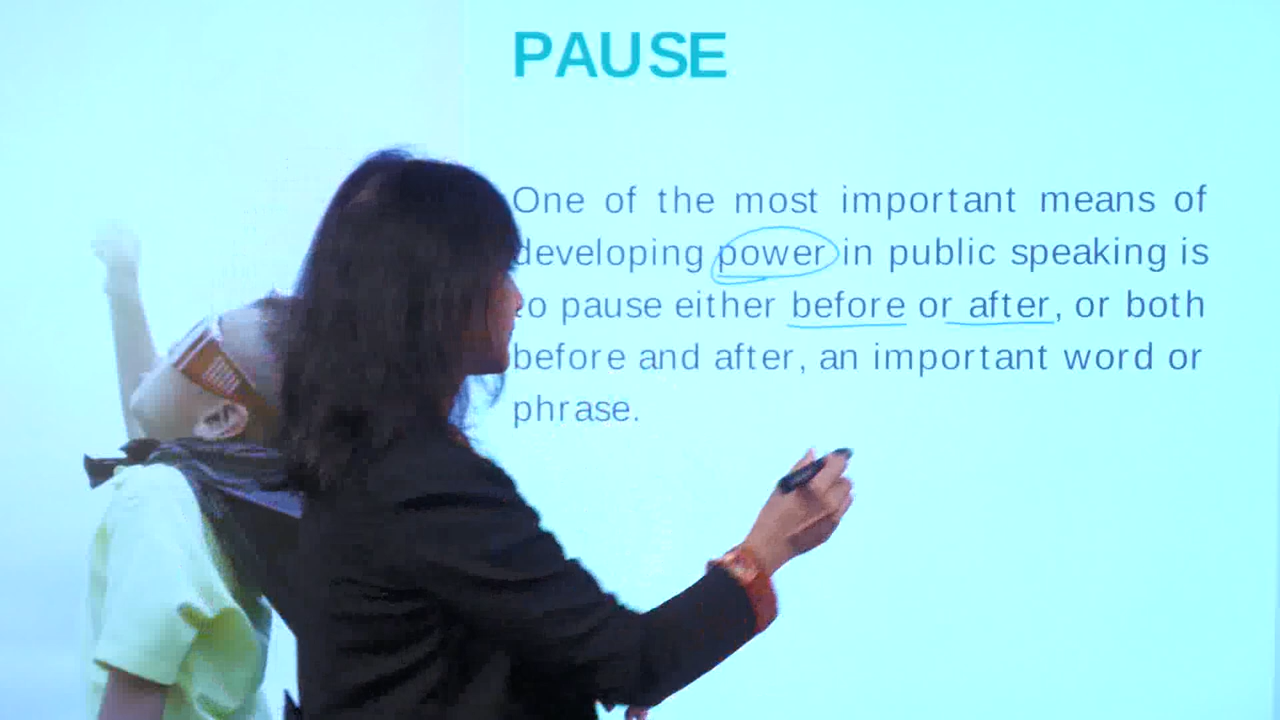 PAUSE
One of the most important means of
developing power in public speaking is
to pause either before or after, or both
before and after, an important word or
phrase.